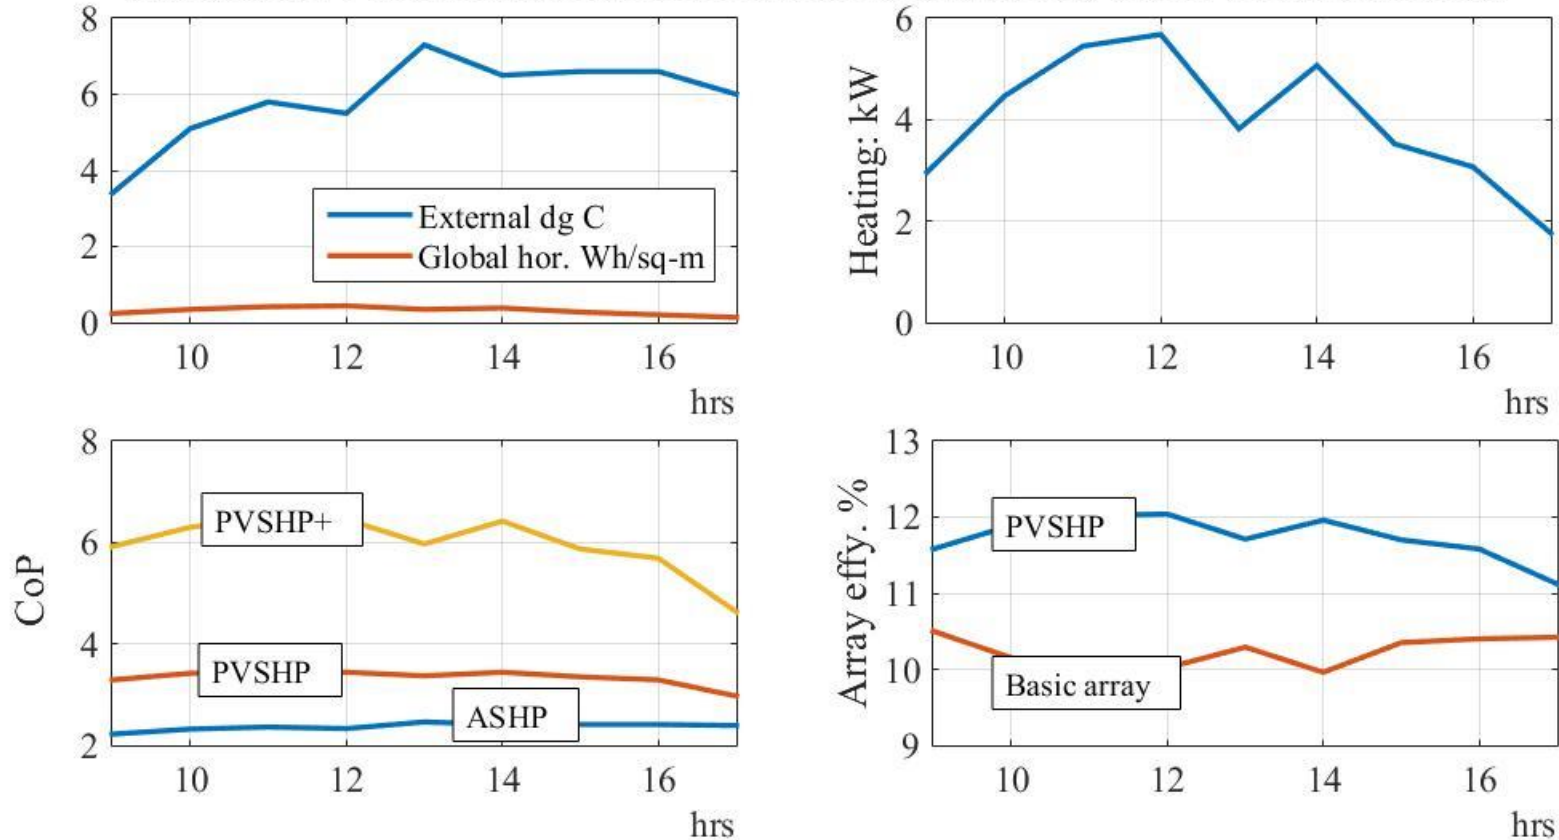 8
6
4
2
0
External dg C
Global hor. Wh/sq-m
10
12
14
16
hrs
6
4
2
0
Heating: kW
10
12
14
16
hrs
8
6
4
2
CoP
PVSHP+
PVSHP
ASHP
10
12
14
16
hrs
13
12
11
10
9
Array effy. %
PVSHP
Basic array
10
12
14
16
hrs